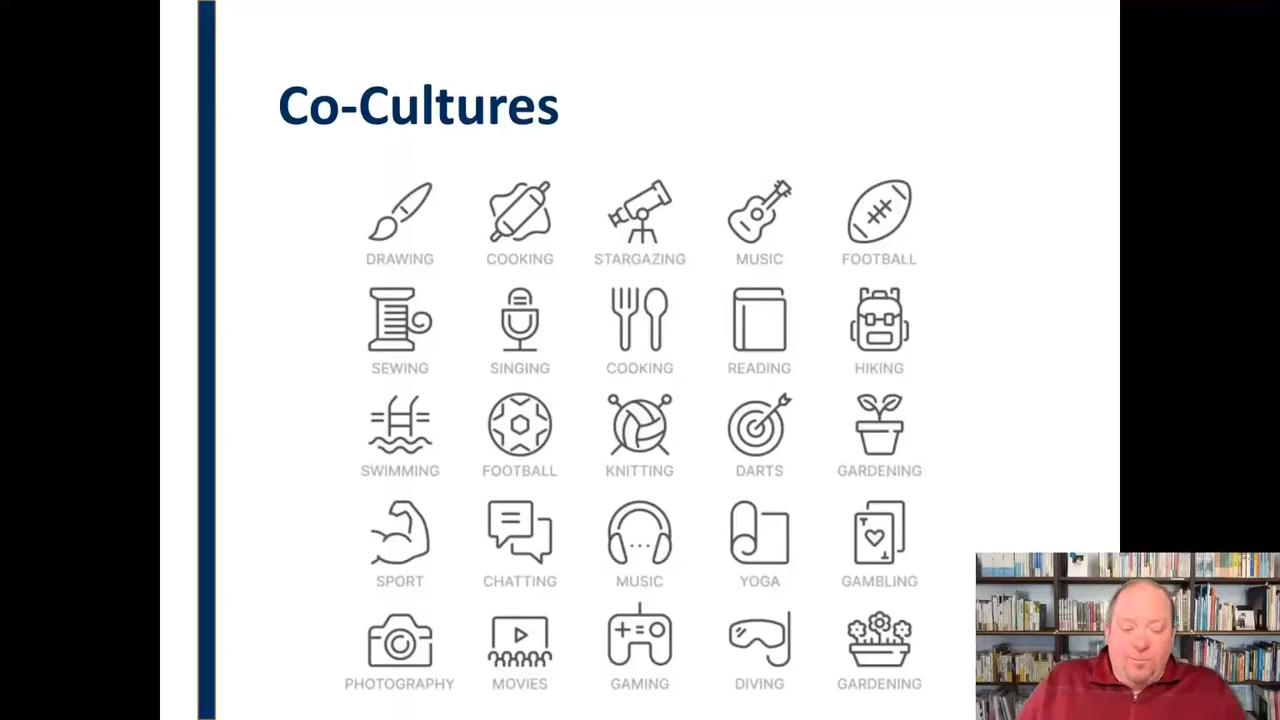 Co-Cultures
DRAWING COOKING STARGAZING MUSIC FOOTBALL
SEWING SINGING COOKING READING HIKING
SWIMMING FOOTBALL KNITTING DARTS GARDENING
SPORT CHATTING MUSIC YOGA GAMBLING
PHOTOGRAPHY MOVIES GAMING DIVING GARDENING